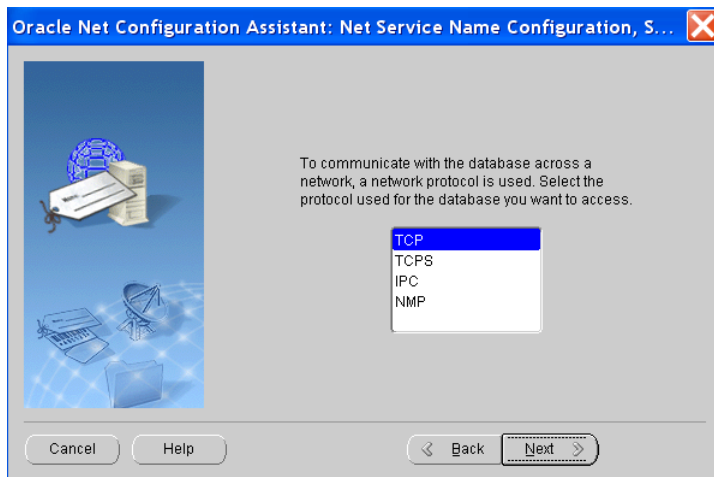 Oracle Net Configuration Assistant: Net Service Name Configuration, S...
To communicate with the database across a
network, a network protocol is used. Select the
protocol used for the database you want to access.
TCP
TCPS
IPC
NMP
Cancel
Help
Back
Next